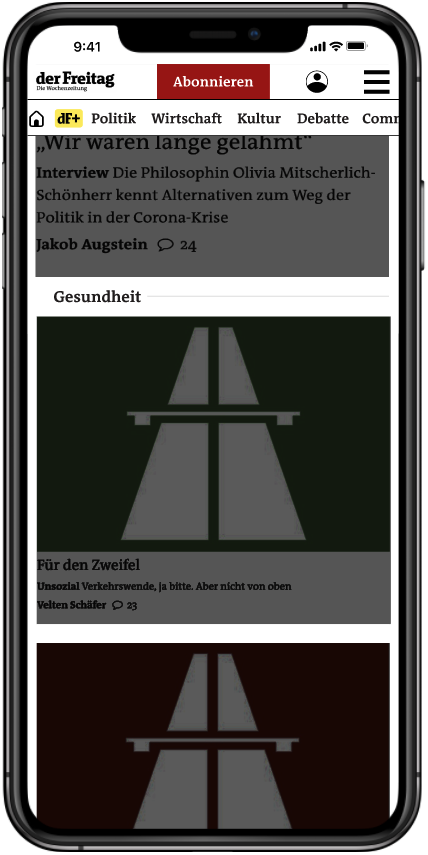 9:41
der Freitag
Die Wochenzeitung
Abonnieren
dF+ Politik Wirtschaft Kultur Debatte Comm
„Wir waren lange gelähmt“
Interview Die Philosophin Olivia Mitscherlich-
Schönherr kennt Alternativen zum Weg der
Politik in der Corona-Krise
Jakob Augstein 24
Gesundheit
Für den Zweifel
Unsozial Verkehrswende, ja bitte. Aber nicht von oben
Velten Schäfer 23